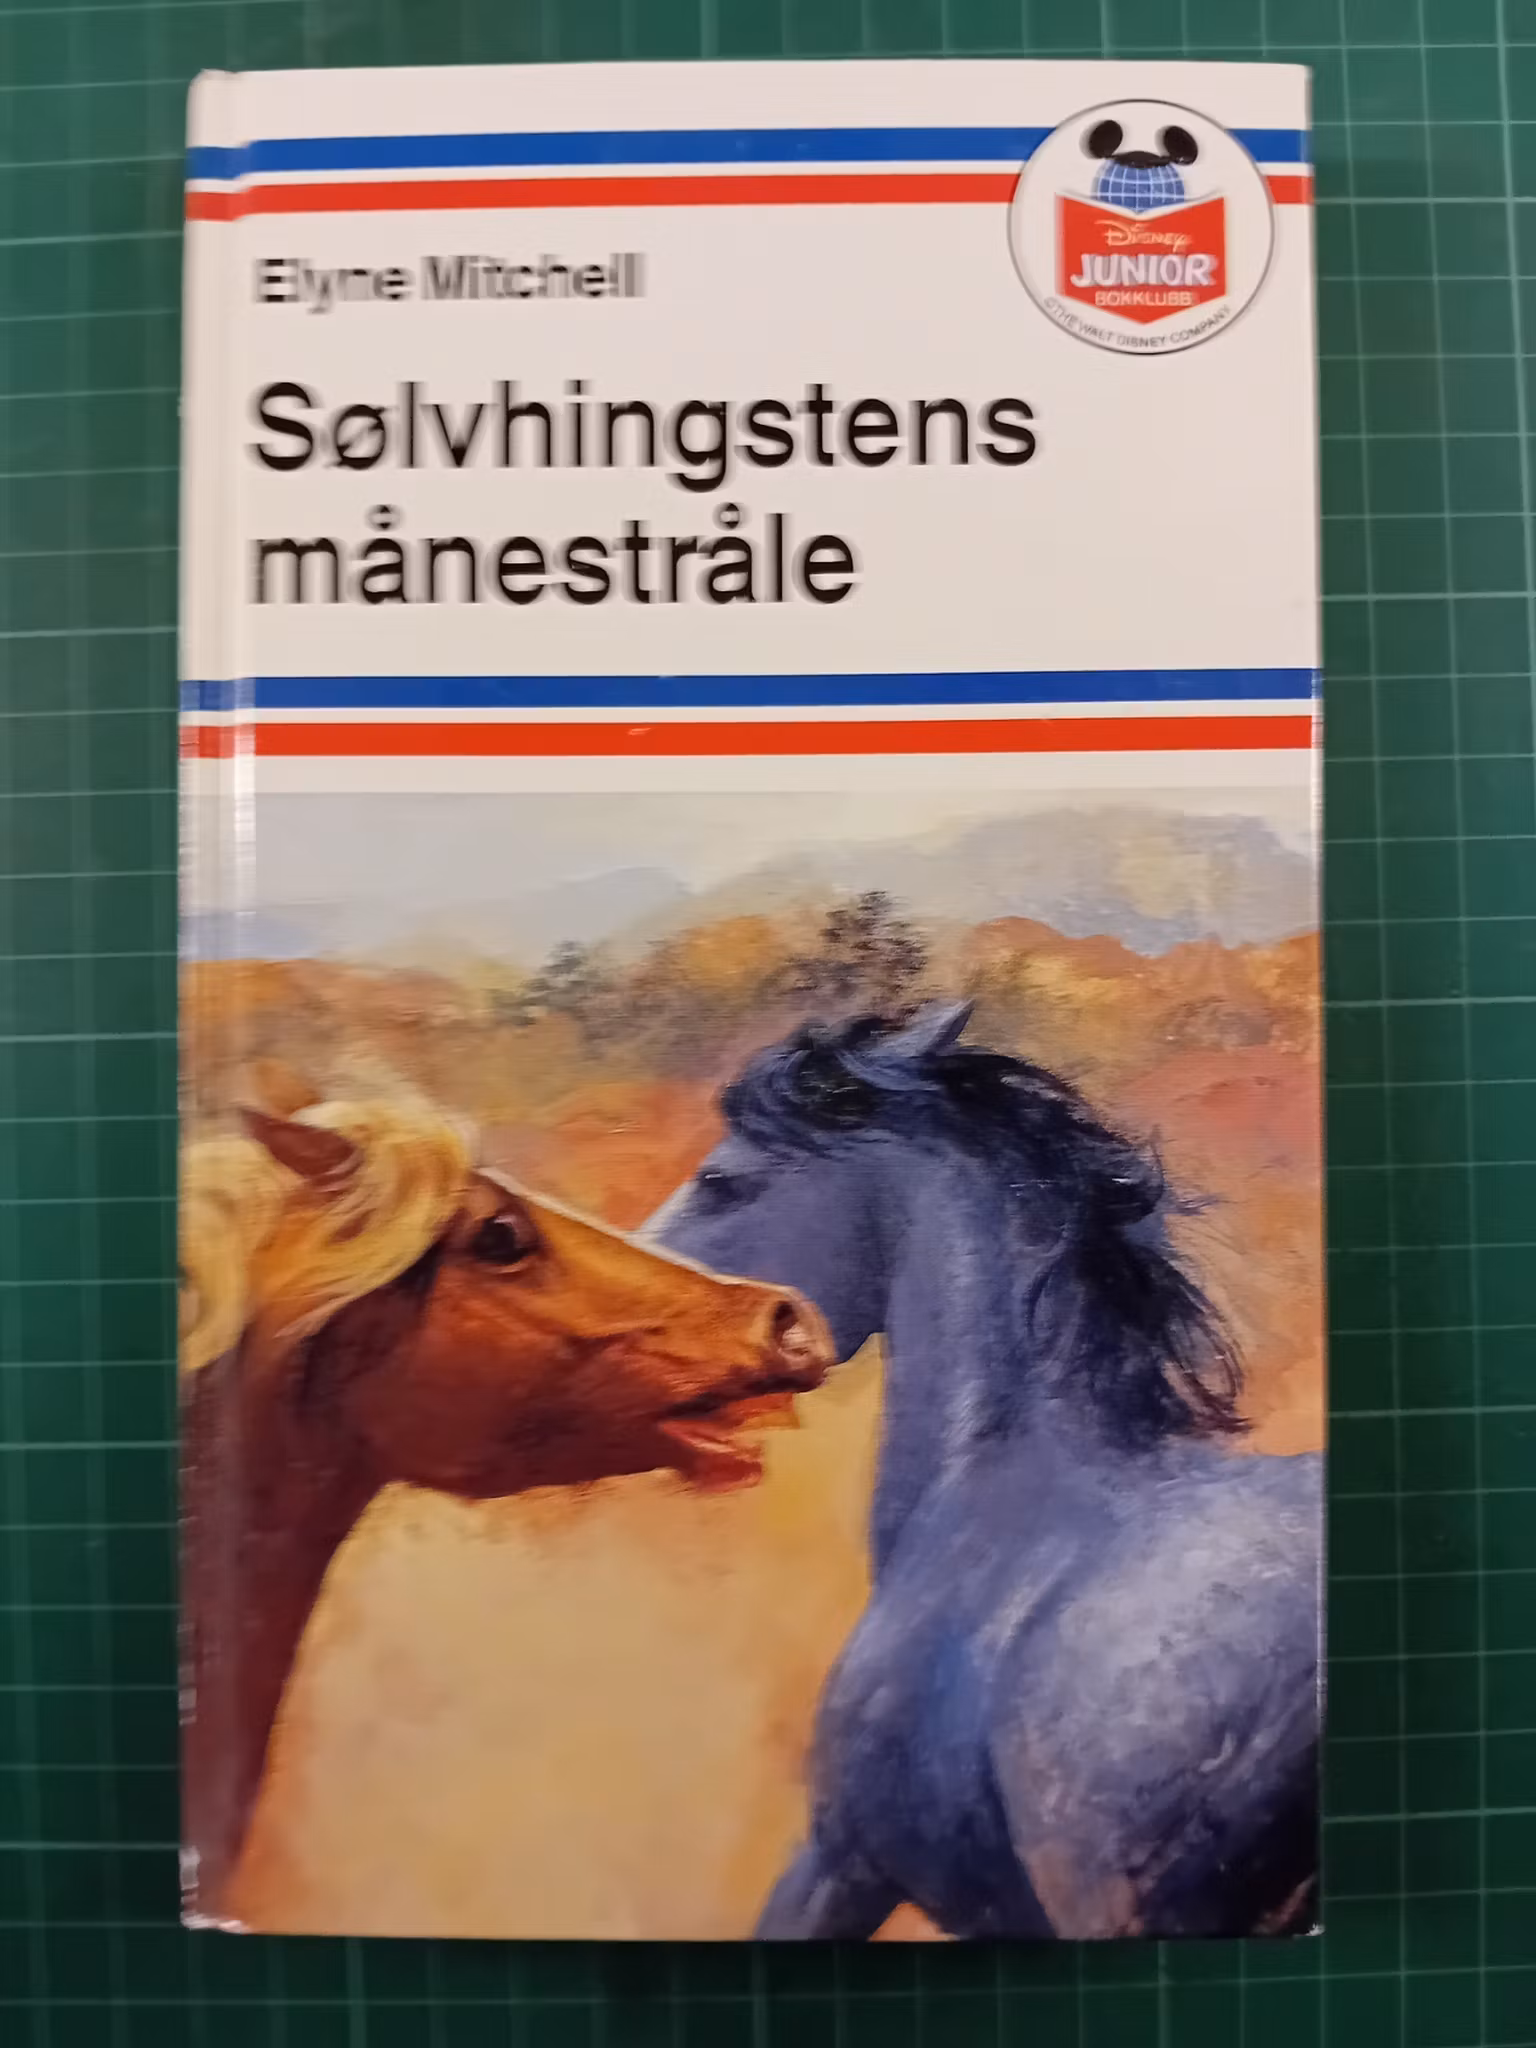 Elyne Mitchell
Sølvhingstens
månestråle
DISNEY
JUNIOR
BOKKLUBB
©THE WALT DISNEY COMPANY